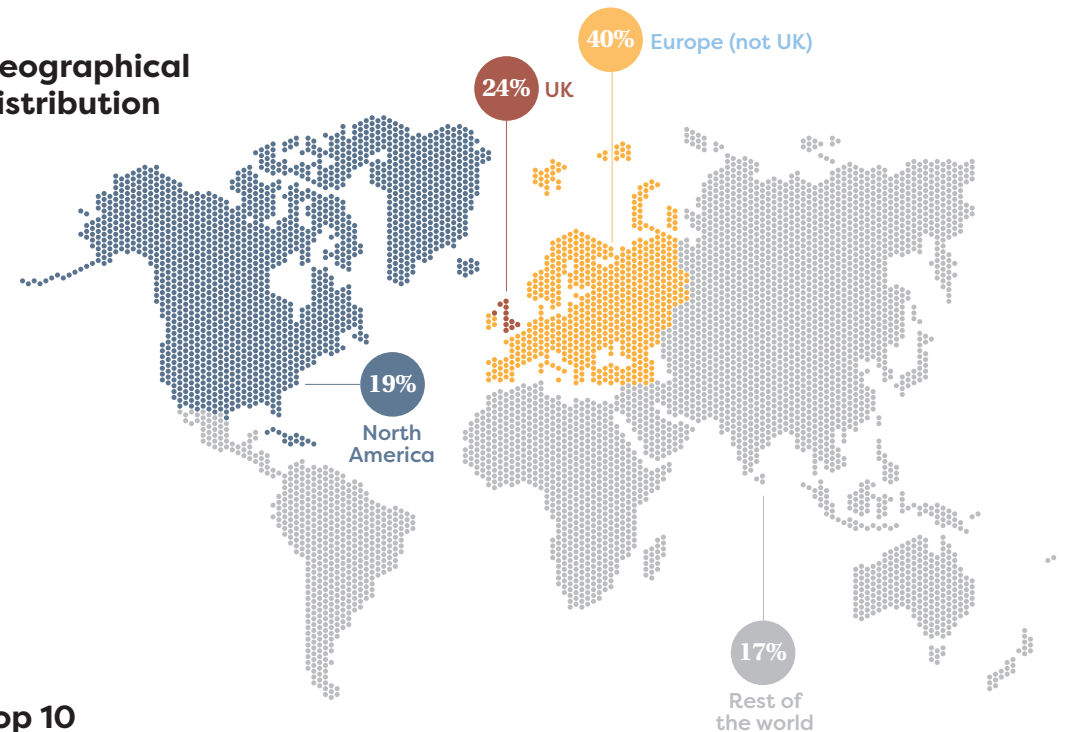 eographical
istribution
40% Europe (not UK)
24% UK
19%
North
America
17%
Rest of
the world
op 10